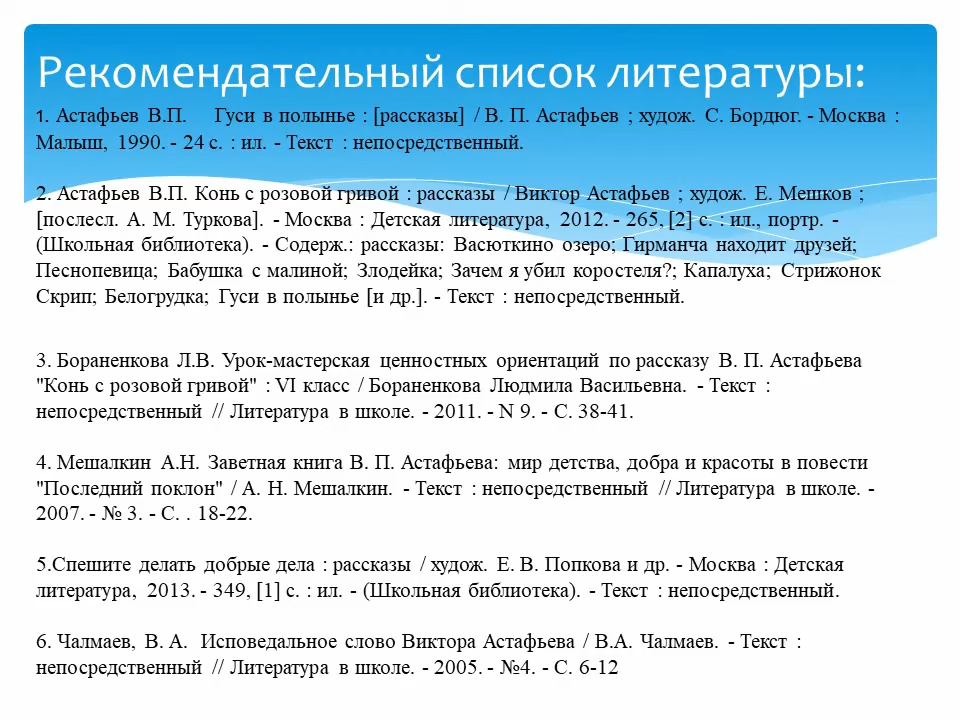 Рекомендательный список литературы:
1. Астафьев В.П. Гуси в полынье : [рассказы] / В. П. Астафьев ; худож. С. Бордюг. - Москва :
Малыш, 1990. - 24 с. : ил. - Текст : непосредственный.
2. Астафьев В.П. Конь с розовой гривой : рассказы / Виктор Астафьев ; худож. Е. Мешков ;
[послесл. А. М. Туркова]. - Москва : Детская литература, 2012. - 265, [2] с. : ил., портр. -
(Школьная библиотека). - Содерж.: рассказы: Васюткино озеро; Гирманча находит друзей;
Песнопевица; Бабушка с малиной; Злодейка; Зачем я убил коростеля?; Капалуха; Стрижонок
Скрип; Белогрудка; Гуси в полынье [и др.]. - Текст : непосредственный.
3. Бораненкова Л.В. Урок-мастерская ценностных ориентаций по рассказу В. П. Астафьева
"Конь с розовой гривой" : VI класс / Бораненкова Людмила Васильевна. - Текст :
непосредственный // Литература в школе. - 2011. - N 9. - С. 38-41.
4. Мешалкин А.Н. Заветная книга В. П. Астафьева: мир детства, добра и красоты в повести
"Последний поклон" / А. Н. Мешалкин. - Текст : непосредственный // Литература в школе. -
2007. - № 3. - С. . 18-22.
5.Спешите делать добрые дела : рассказы / худож. Е. В. Попкова и др. - Москва : Детская
литература, 2013. - 349, [1] с. : ил. - (Школьная библиотека). - Текст : непосредственный.
6. Чалмаев, В. А. Исповедальное слово Виктора Астафьева / В.А. Чалмаев. - Текст :
непосредственный // Литература в школе. - 2005. - №4. - С. 6-12